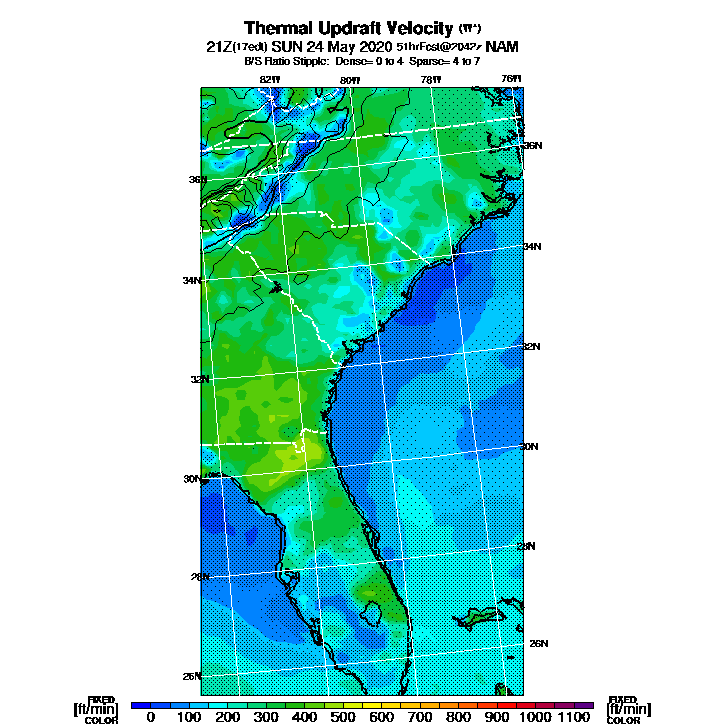 Thermal Updraft Velocity (W*)
21Z(17edt) SUN 24 May 2020 51hrFcst@2042z NAM
B/S Ratio Stipple: Dense= 0 to 4 Sparse= 4 to 7
82W 80W 78W 76W
36N
36N
34N
34N
32N
32N
30N
30N
28N
28N
26N
26N
FIXED
[ft/min]
COLOR
0 100 200 300 400 500 600 700 800 900 1000 1100
FIXED
[ft/min]
COLOR